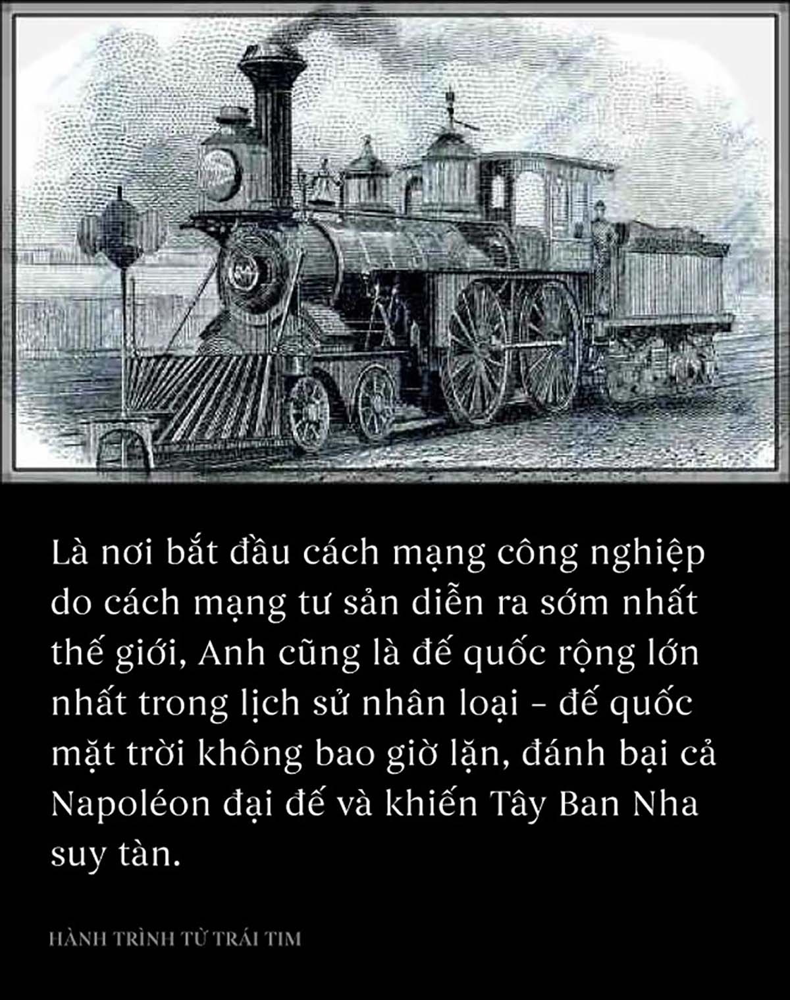 Là nơi bắt đầu cách mạng công nghiệp
do cách mạng tư sản diễn ra sớm nhất
thế giới, Anh cũng là đế quốc rộng lớn
nhất trong lịch sử nhân loại – đế quốc
mặt trời không bao giờ lặn, đánh bại cả
Napoléon đại đế và khiến Tây Ban Nha
suy tàn.
HÀNH TRÌNH TỪ TRÁI TIM